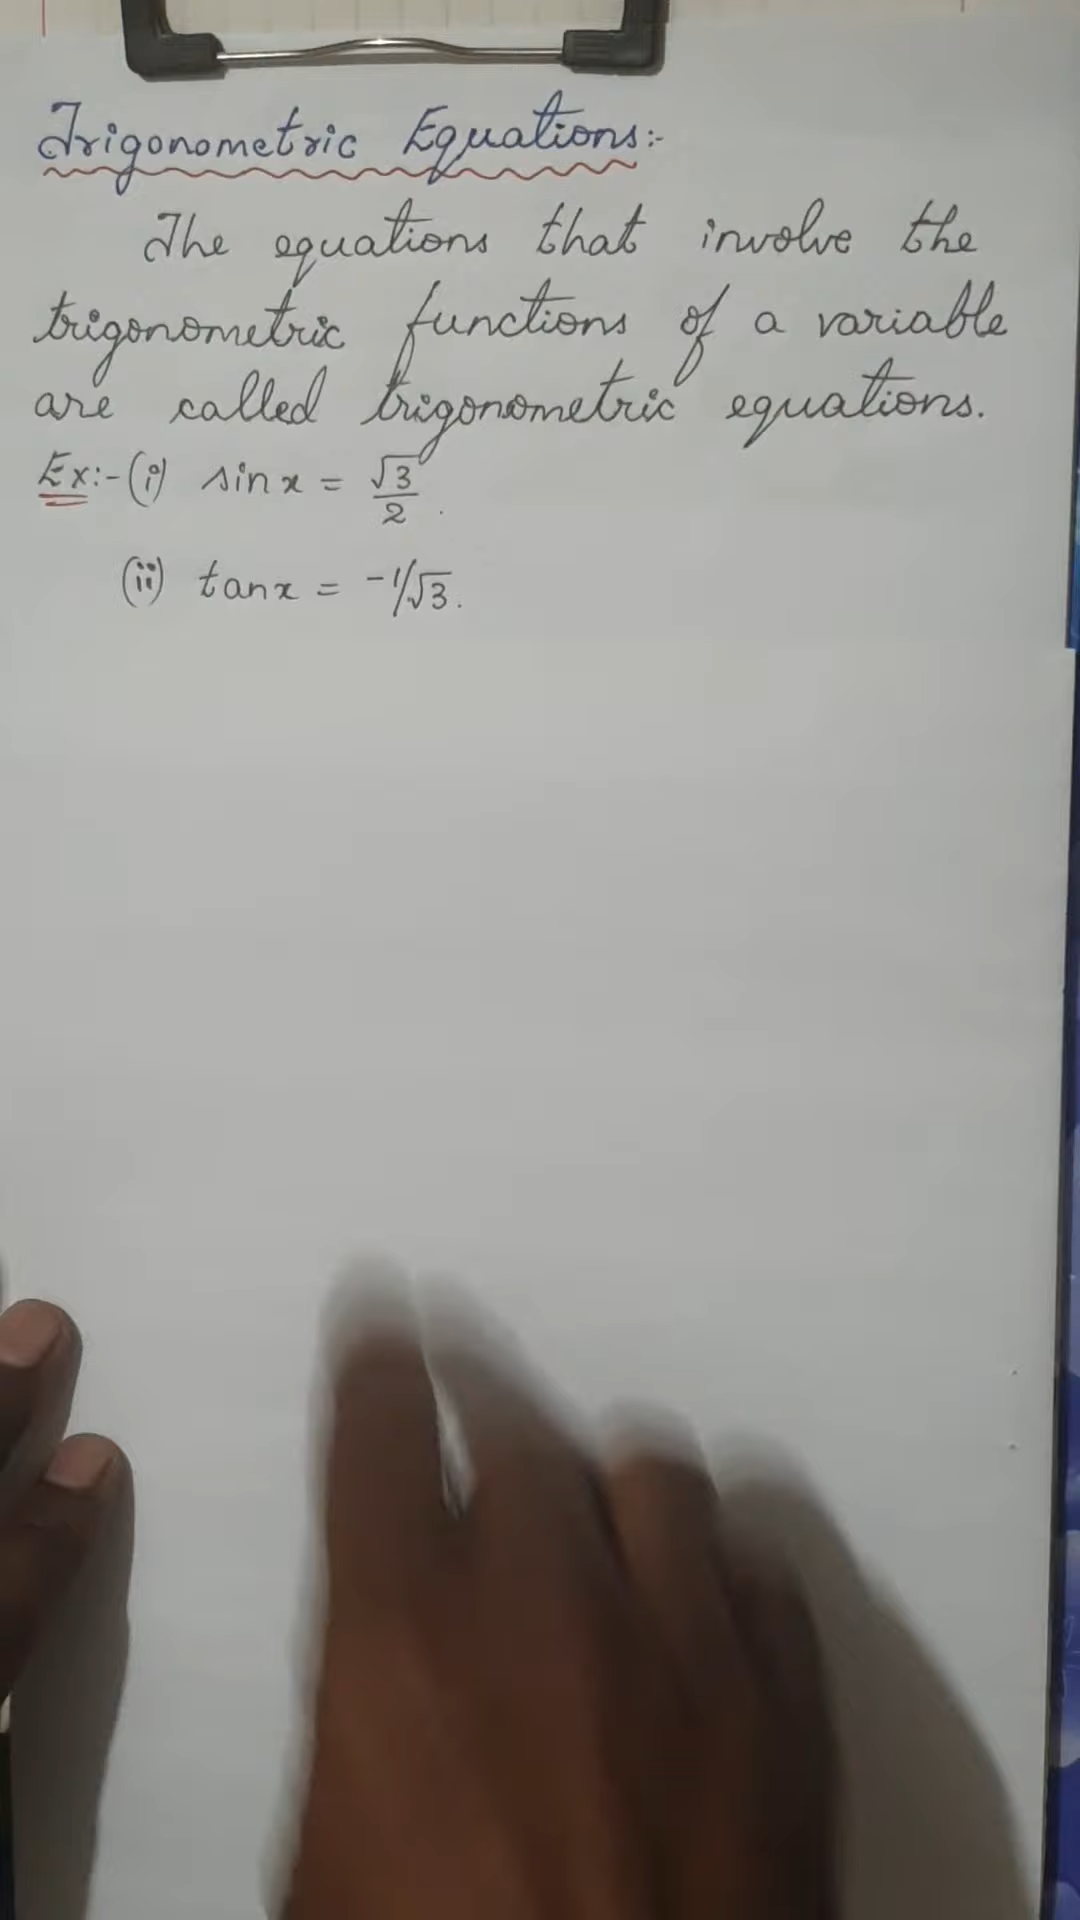 Trigonometric Equations:-
The equations that involve the
trigonometric functions of a variable
are called trigonometric equations.
Ex:- (i) sin x = √3/2.
(ii) tan x = -1/√3.